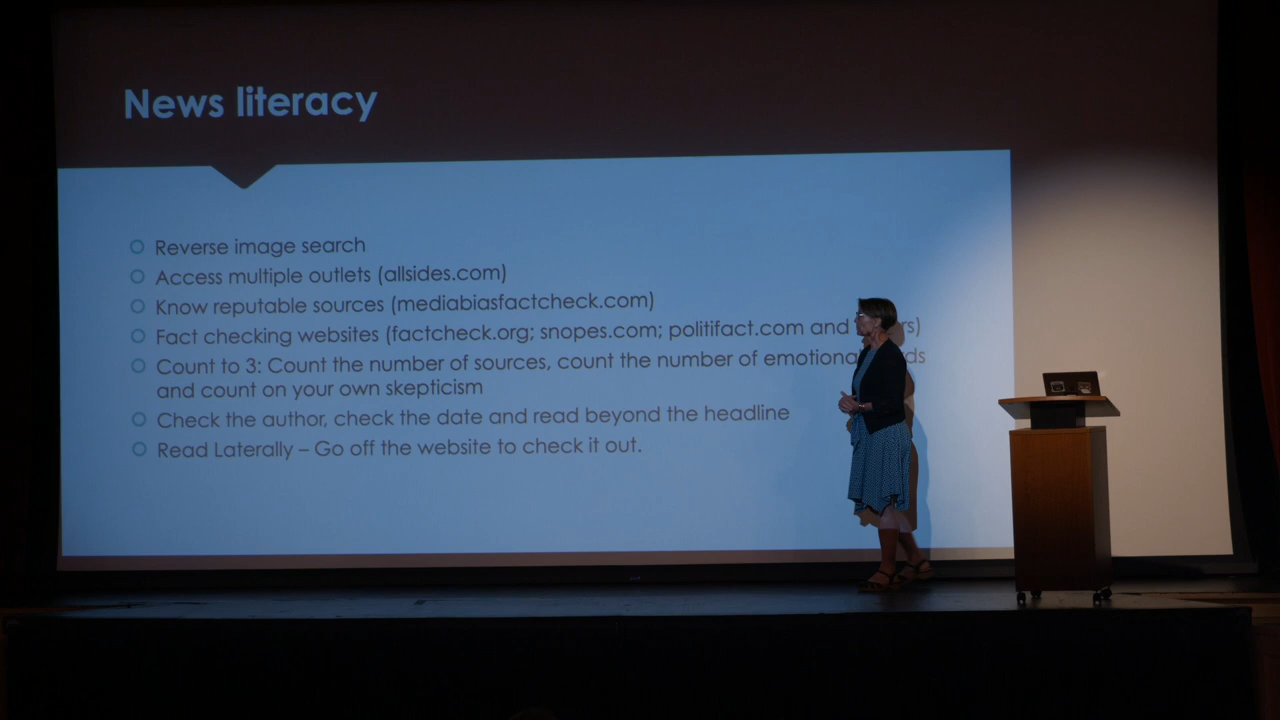 News literacy
Reverse image search
Access multiple outlets (allsides.com)
Know reputable sources (mediabiasfactcheck.com)
Fact checking websites (factcheck.org; snopes.com; politifact.com and
Count to 3: Count the number of sources, count the number of emotional
and count on your own skepticism
Check the author, check the date and read beyond the headline
Read Laterally – Go off the website to check it out.